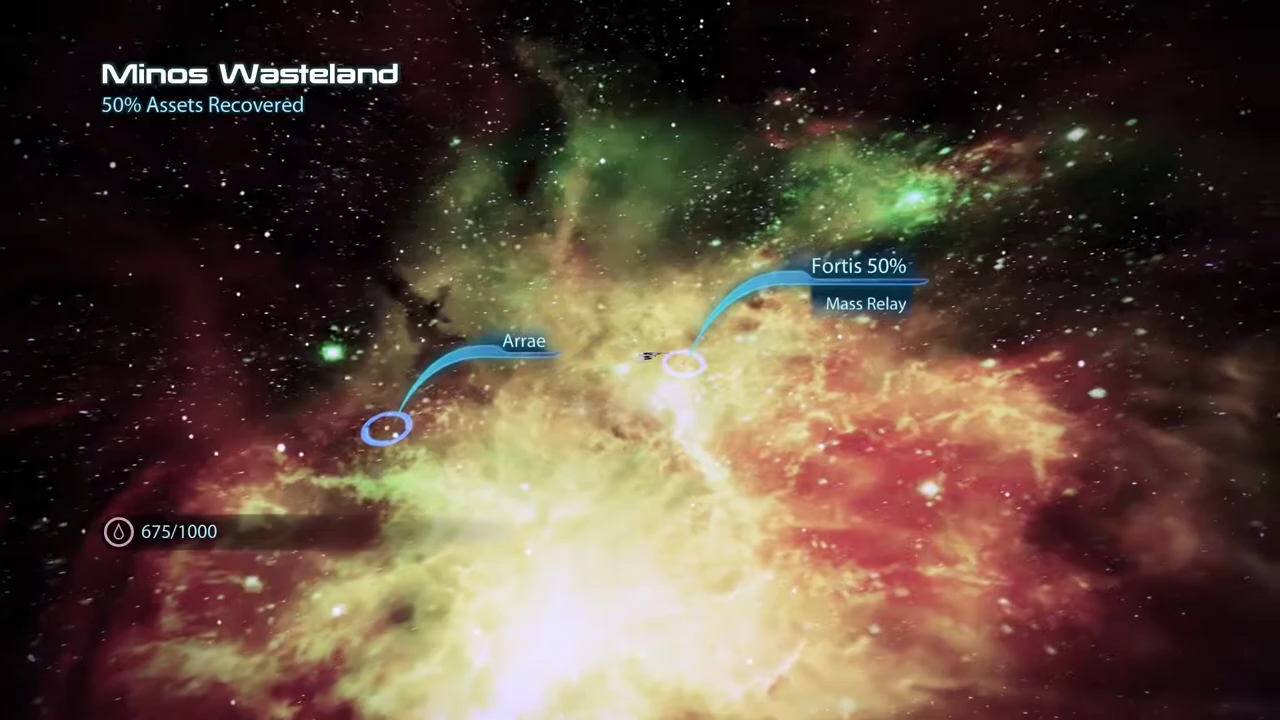 Minos Wasteland
50% Assets Recovered
Fortis 50%
Mass Relay
Arrae
675/1000